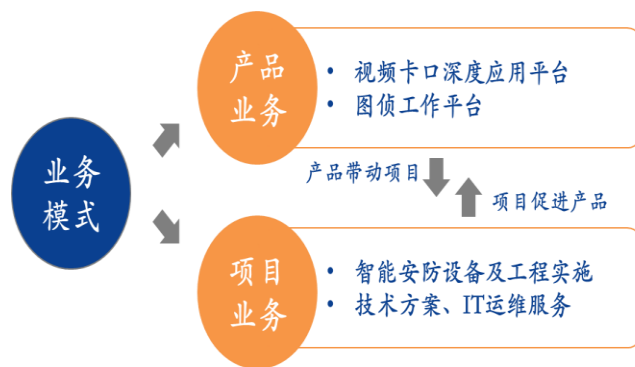 产品
业务
• 视频卡口深度应用平台
• 图侦工作平台
业务
模式
产品带动项目
项目促进产品
项目
业务
• 智能安防设备及工程实施
• 技术方案、IT运维服务